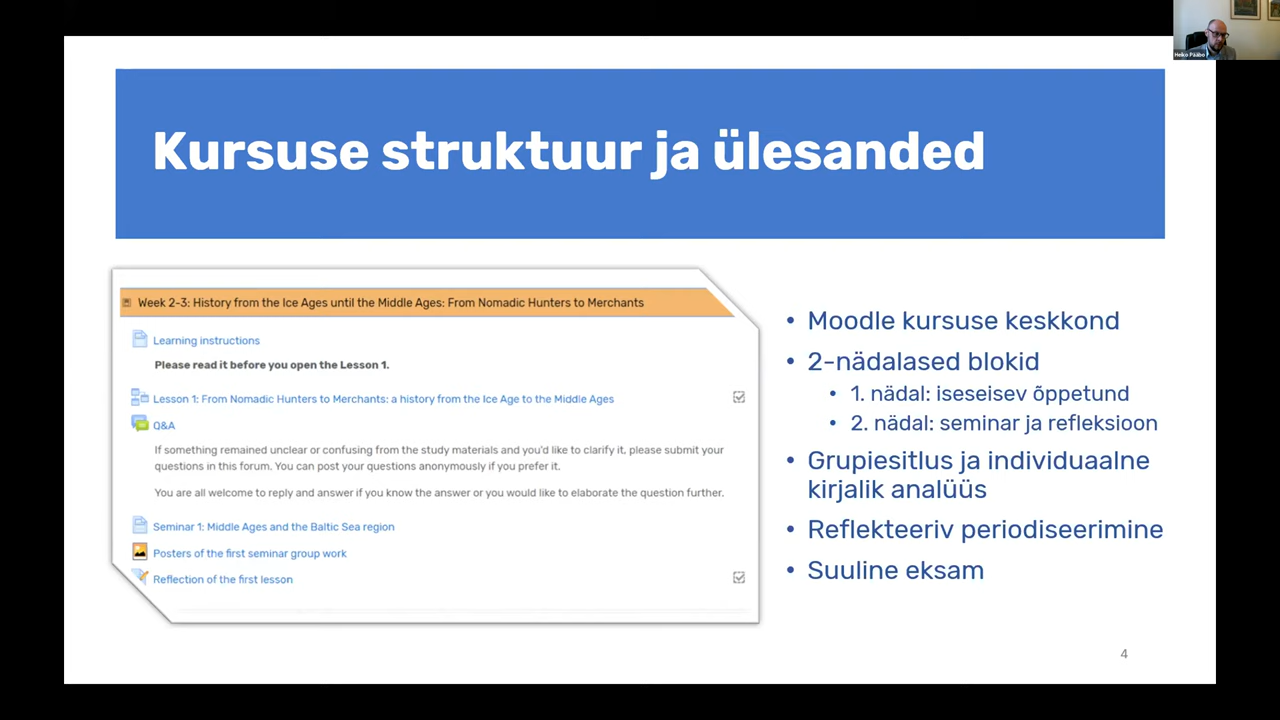 Heiko Pääbo
Kursuse struktuur ja ülesanded
Week 2-3: History from the Ice Ages until the Middle Ages: From Nomadic Hunters to Merchants
Learning instructions
Please read it before you open the Lesson 1.
Lesson 1: From Nomadic Hunters to Merchants: a history from the Ice Age to the Middle Ages
Q&A
If something remained unclear or confusing from the study materials and you'd like to clarify it, please submit your
questions in this forum. You can post your questions anonymously if you prefer it.
You are all welcome to reply and answer if you know the answer or you would like to elaborate the question further.
Seminar 1: Middle Ages and the Baltic Sea region
Posters of the first seminar group work
Reflection of the first lesson
• Moodle kursuse keskkond
• 2-nädalased blokid
• 1. nädal: iseseisev õppetund
• 2. nädal: seminar ja refleksioon
• Grupiesitlus ja individuaalne
kirjalik analüüs
• Reflekteeriv periodiseerimine
• Suuline eksam
4